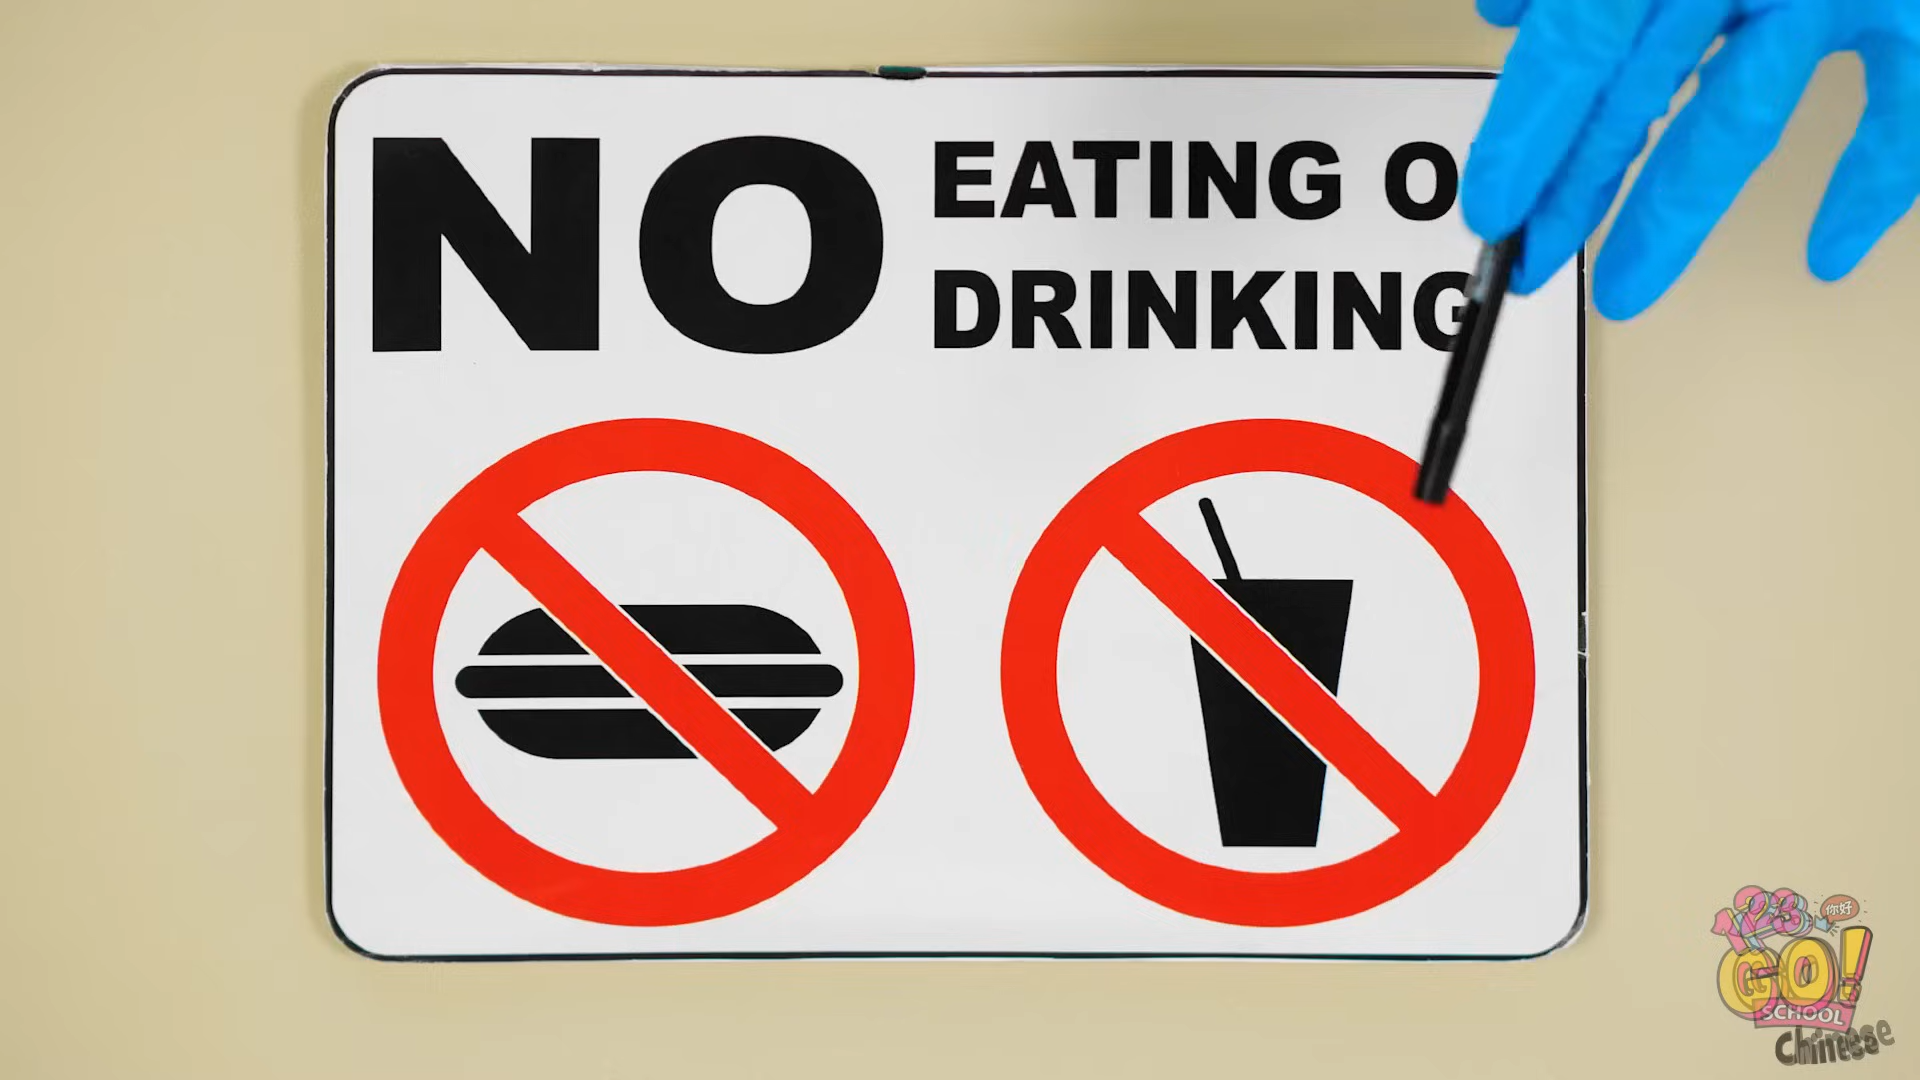 NO
EATING O
DRINKING
123
你好
GO!
SCHOOL
Chinese